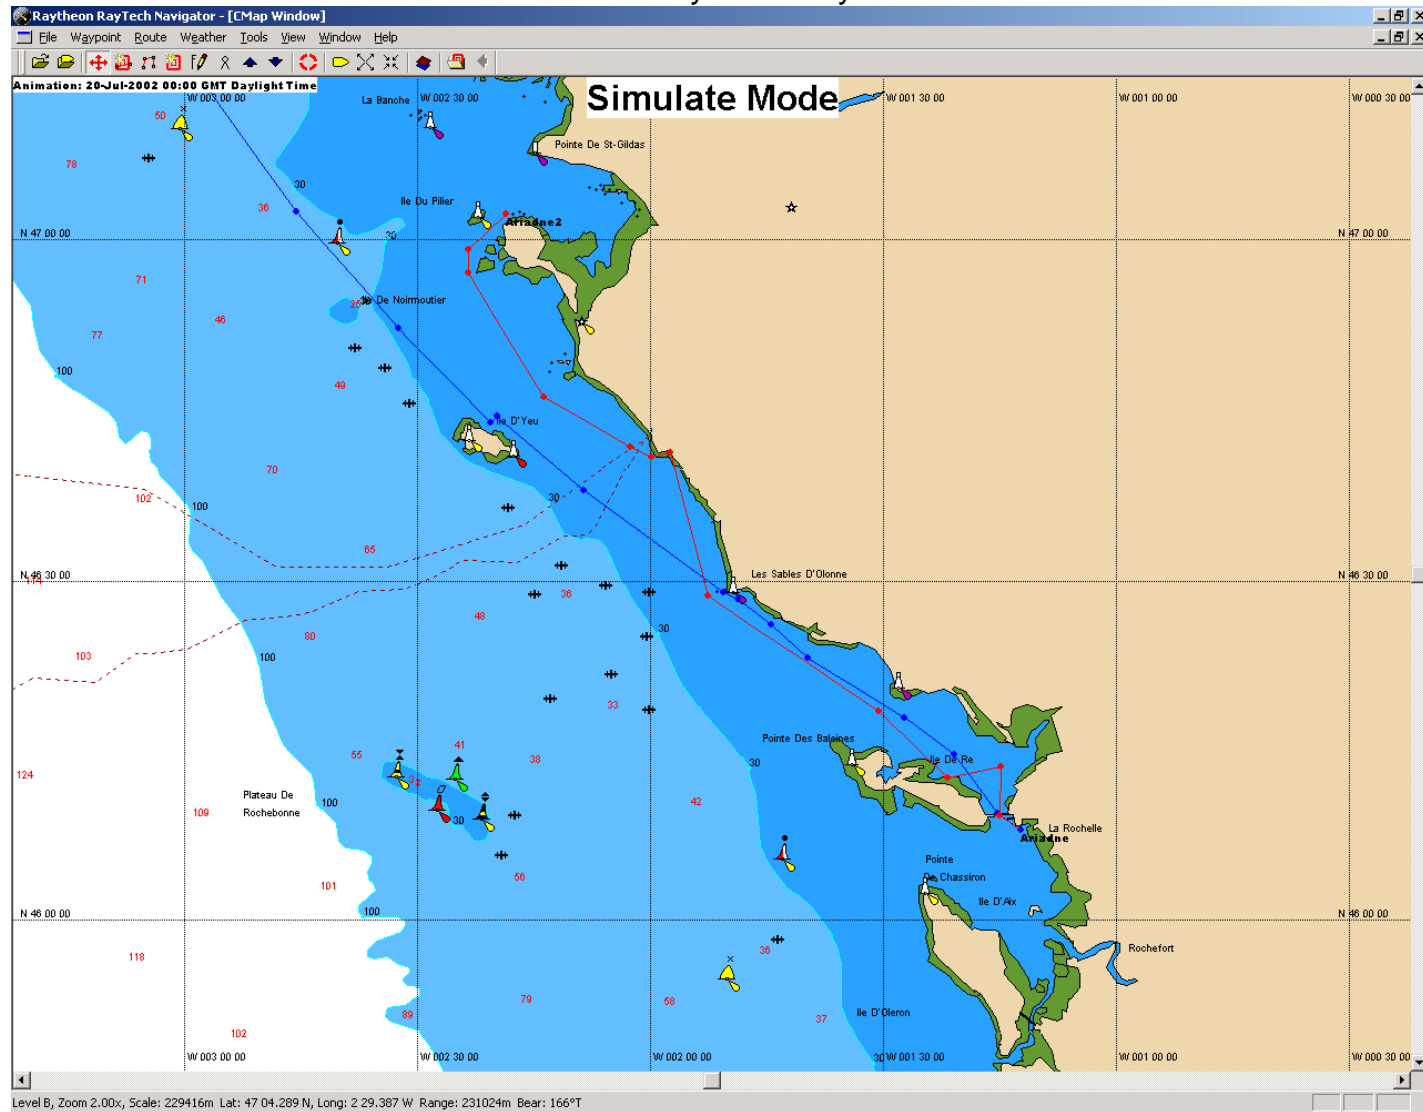 Raytheon RayTech Navigator - [CMap Window]
File Waypoint Route Weather Tools View Window Help
Animation: 20-Jul-2002 00:00 GMT Daylight Time
Simulate Mode
W 003 00 00
La Banche
W 002 30 00
W 001 30 00
W 001 00 00
W 000 30 00
50
Pointe De St-Gildas
78
30
Ile Du Pilier
36
Ariadne2
N 47 00 00
30
N 47 00 00
71
Ile De Noirmoutier
46
77
100
49
Ile D'Yeu
70
102
100
30
65
N 46 30 00
Les Sables D'Olonne
N 46 30 00
36
48
30
80
103
100
33
Pointe Des Baleines
55
41
38
Ile De Re
30
124
Plateau De
Rochebonne
100
42
109
30
La Rochelle
Ariadne
Pointe
De Chassiron
56
101
Ile D'Aix
100
N 46 00 00
N 46 00 00
36
Rochefort
118
79
58
Ile D'Oleron
37
89
102
W 003 00 00
W 002 30 00
W 002 00 00
30
W 001 30 00
W 001 00 00
W 000 30 00
Level B, Zoom 2.00x, Scale: 229416m Lat: 47 04.289 N, Long: 2 29.387 W Range: 231024m Bear: 166°T